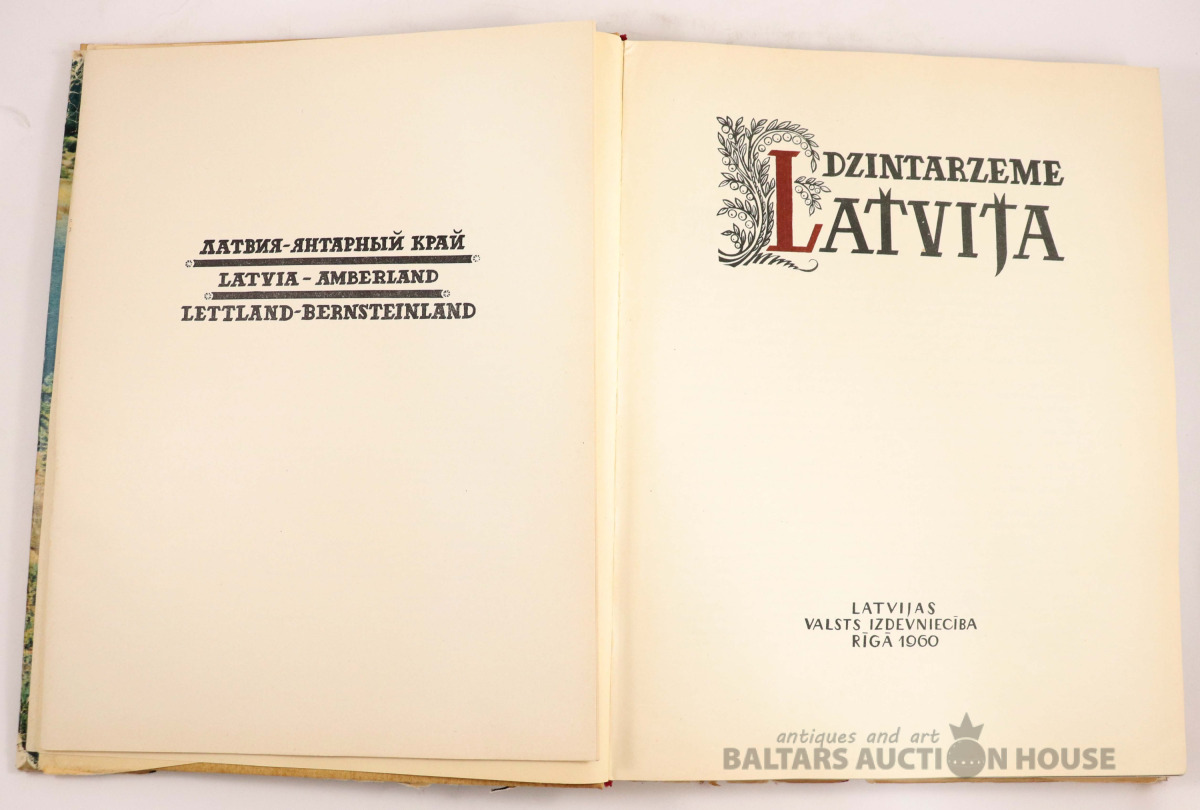 ЛАТВИЯ-ЯНТАРНЫЙ КРАЙ
LATVIA - AMBERLAND
LETTLAND-BERNSTEINLAND
DZINTARZEME
LATVIJA
LATVIJAS
VALSTS IZDEVNIECĪBA
RĪGĀ 1960
antiques and art
BALTARS AUCTION HOUSE